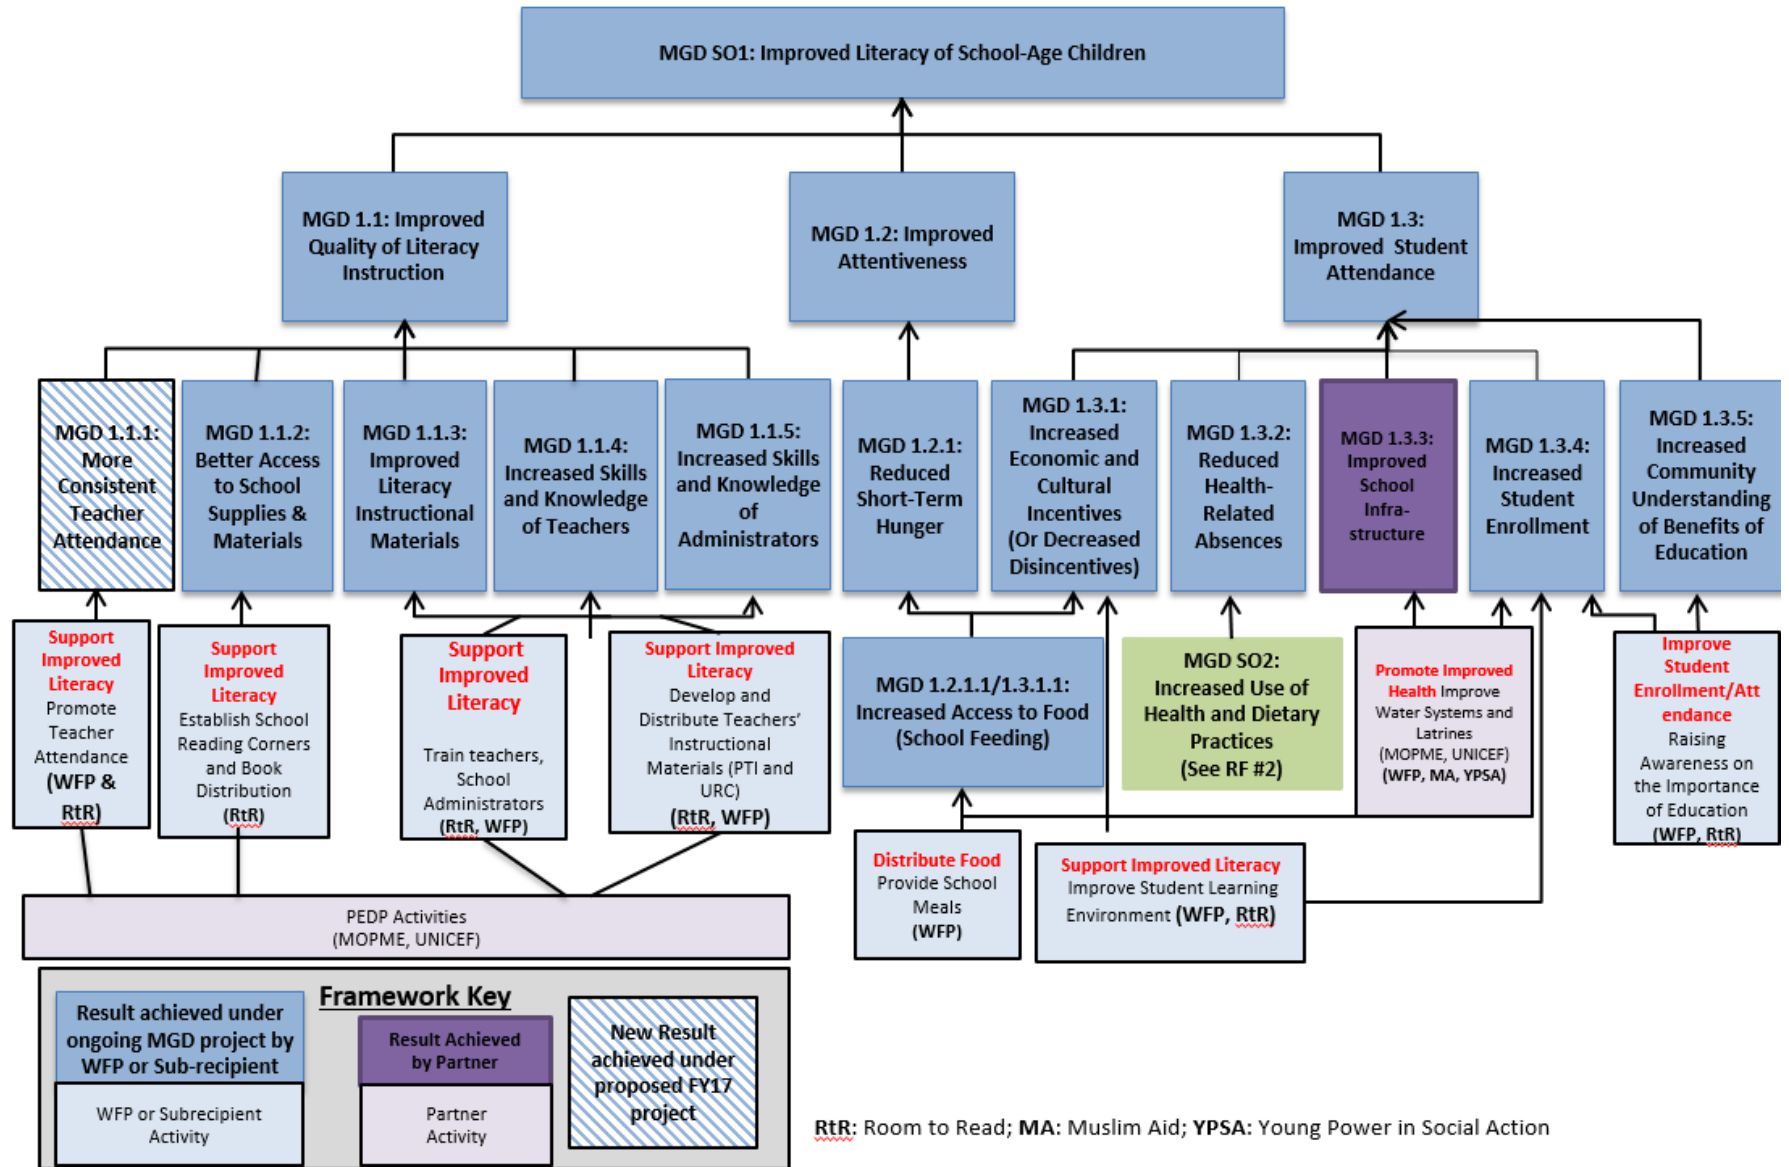 MGD SO1: Improved Literacy of School-Age Children
MGD 1.1: Improved
Quality of Literacy
Instruction
MGD 1.2: Improved
Attentiveness
MGD 1.3:
Improved Student
Attendance
MGD 1.1.1:
More
Consistent
Teacher
Attendance
MGD 1.1.2:
Better Access
to School
Supplies &
Materials
MGD 1.1.3:
Improved
Literacy
Instructional
Materials
MGD 1.1.4:
Increased Skills
and Knowledge
of Teachers
MGD 1.1.5:
Increased Skills
and Knowledge
of
Administrators
MGD 1.2.1:
Reduced
Short-Term
Hunger
MGD 1.3.1:
Increased
Economic and
Cultural
Incentives
(Or Decreased
Disincentives)
MGD 1.3.2:
Reduced
Health-
Related
Absences
MGD 1.3.3:
Improved
School
Infra-
structure
MGD 1.3.4:
Increased
Student
Enrollment
MGD 1.3.5:
Increased
Community
Understanding
of Benefits of
Education
Support
Improved
Literacy
Promote
Teacher
Attendance
(WFP &
RtR)
Support
Improved
Literacy
Establish School
Reading Corners
and Book
Distribution
(RtR)
Support
Improved
Literacy
Train teachers,
School
Administrators
(RtR, WFP)
Support Improved
Literacy
Develop and
Distribute Teachers'
Instructional
Materials (PTI and
URC)
(RtR, WFP)
MGD 1.2.1.1/1.3.1.1:
Increased Access to Food
(School Feeding)
MGD SO2:
Increased Use of
Health and Dietary
Practices
(See RF #2)
Promote Improved
Health Improve
Water Systems and
Latrines
(MOPME, UNICEF)
(WFP, MA, YPSA)
Improve
Student
Enrollment/Att
endance
Raising
Awareness on
the Importance
of Education
(WFP, RtR)
Distribute Food
Provide School
Meals
(WFP)
Support Improved Literacy
Improve Student Learning
Environment (WFP, RtR)
PEDP Activities
(MOPME, UNICEF)
Framework Key
Result achieved under
ongoing MGD project by
WFP or Sub-recipient
WFP or Subrecipient
Activity
Result Achieved
by Partner
Partner
Activity
New Result
achieved under
proposed FY17
project
RtR: Room to Read; MA: Muslim Aid; YPSA: Young Power in Social Action